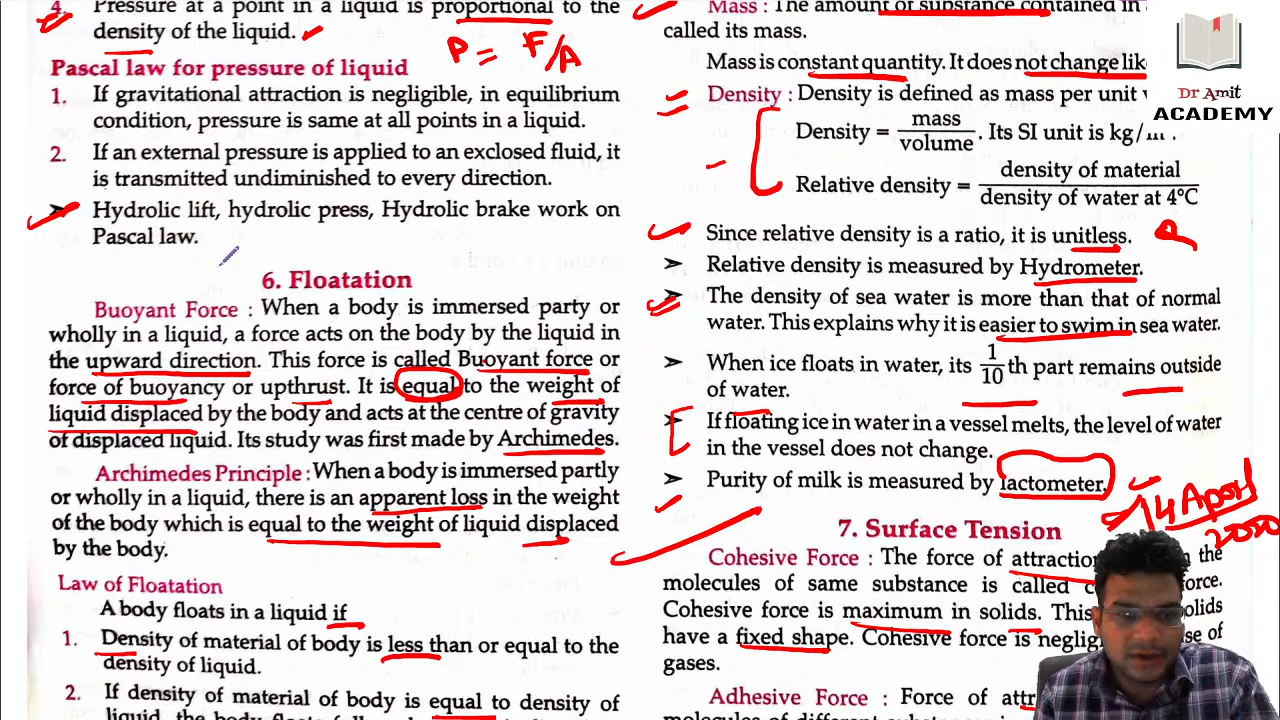 4. Pressure at a point in a liquid is proportional to the
density of the liquid.
P = F/A
Pascal law for pressure of liquid
1. If gravitational attraction is negligible, in equilibrium
condition, pressure is same at all points in a liquid.
2. If an external pressure is applied to an exclosed fluid, it
is transmitted undiminished to every direction.
➤ Hydrolic lift, hydrolic press, Hydrolic brake work on
Pascal law.
6. Floatation
Buoyant Force : When a body is immersed party or
wholly in a liquid, a force acts on the body by the liquid in
the upward direction. This force is called Buoyant force or
force of buoyancy or upthrust. It is equal to the weight of
liquid displaced by the body and acts at the centre of gravity
of displaced liquid. Its study was first made by Archimedes.
Archimedes Principle : When a body is immersed partly
or wholly in a liquid, there is an apparent loss in the weight
of the body which is equal to the weight of liquid displaced
by the body.
Law of Floatation
A body floats in a liquid if
1. Density of material of body is less than or equal to the
density of liquid.
2. If density of material of body is equal to density of
liquid, the body floats
Mass : The amount of substance contained in
called its mass.
Mass is constant quantity. It does not change
Density : Density is defined as mass per unit
Density = mass / volume . Its SI unit is kg/m
Relative density = density of material / density of water at 4°C
Since relative density is a ratio, it is unitless.
➤ Relative density is measured by Hydrometer.
➤ The density of sea water is more than that of normal
water. This explains why it is easier to swim in sea water.
➤ When ice floats in water, its 1/10 th part remains outside
of water.
➤ If floating ice in water in a vessel melts, the level of water
in the vessel does not change.
➤ Purity of milk is measured by lactometer.
7. Surface Tension
Cohesive Force : The force of attraction the
molecules of same substance is called
Cohesive force is maximum in solids. solids
have a fixed shape. Cohesive force is of
gases.
Adhesive Force : Force of
molecules of different
Dr Amit
ACADEMY
14 April